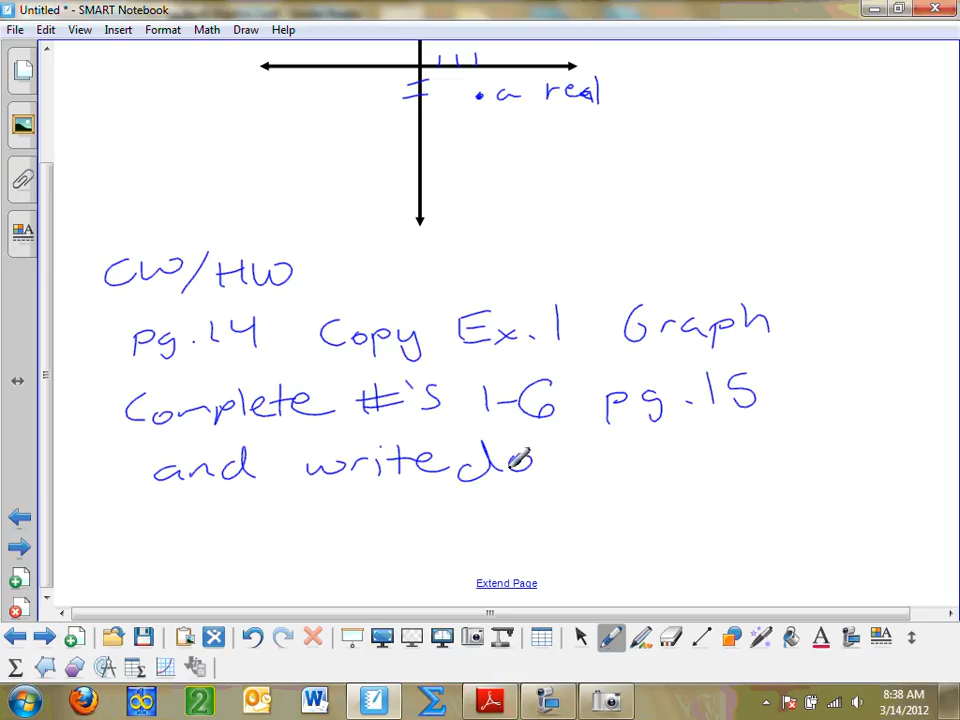 Untitled * - SMART Notebook
File Edit View Insert Format Math Draw Help
a real
CW/HW
pg. 14 Copy Ex. 1 Graph
Complete #'s 1-6 pg. 15
and write do
Extend Page
8:38 AM
3/14/2012